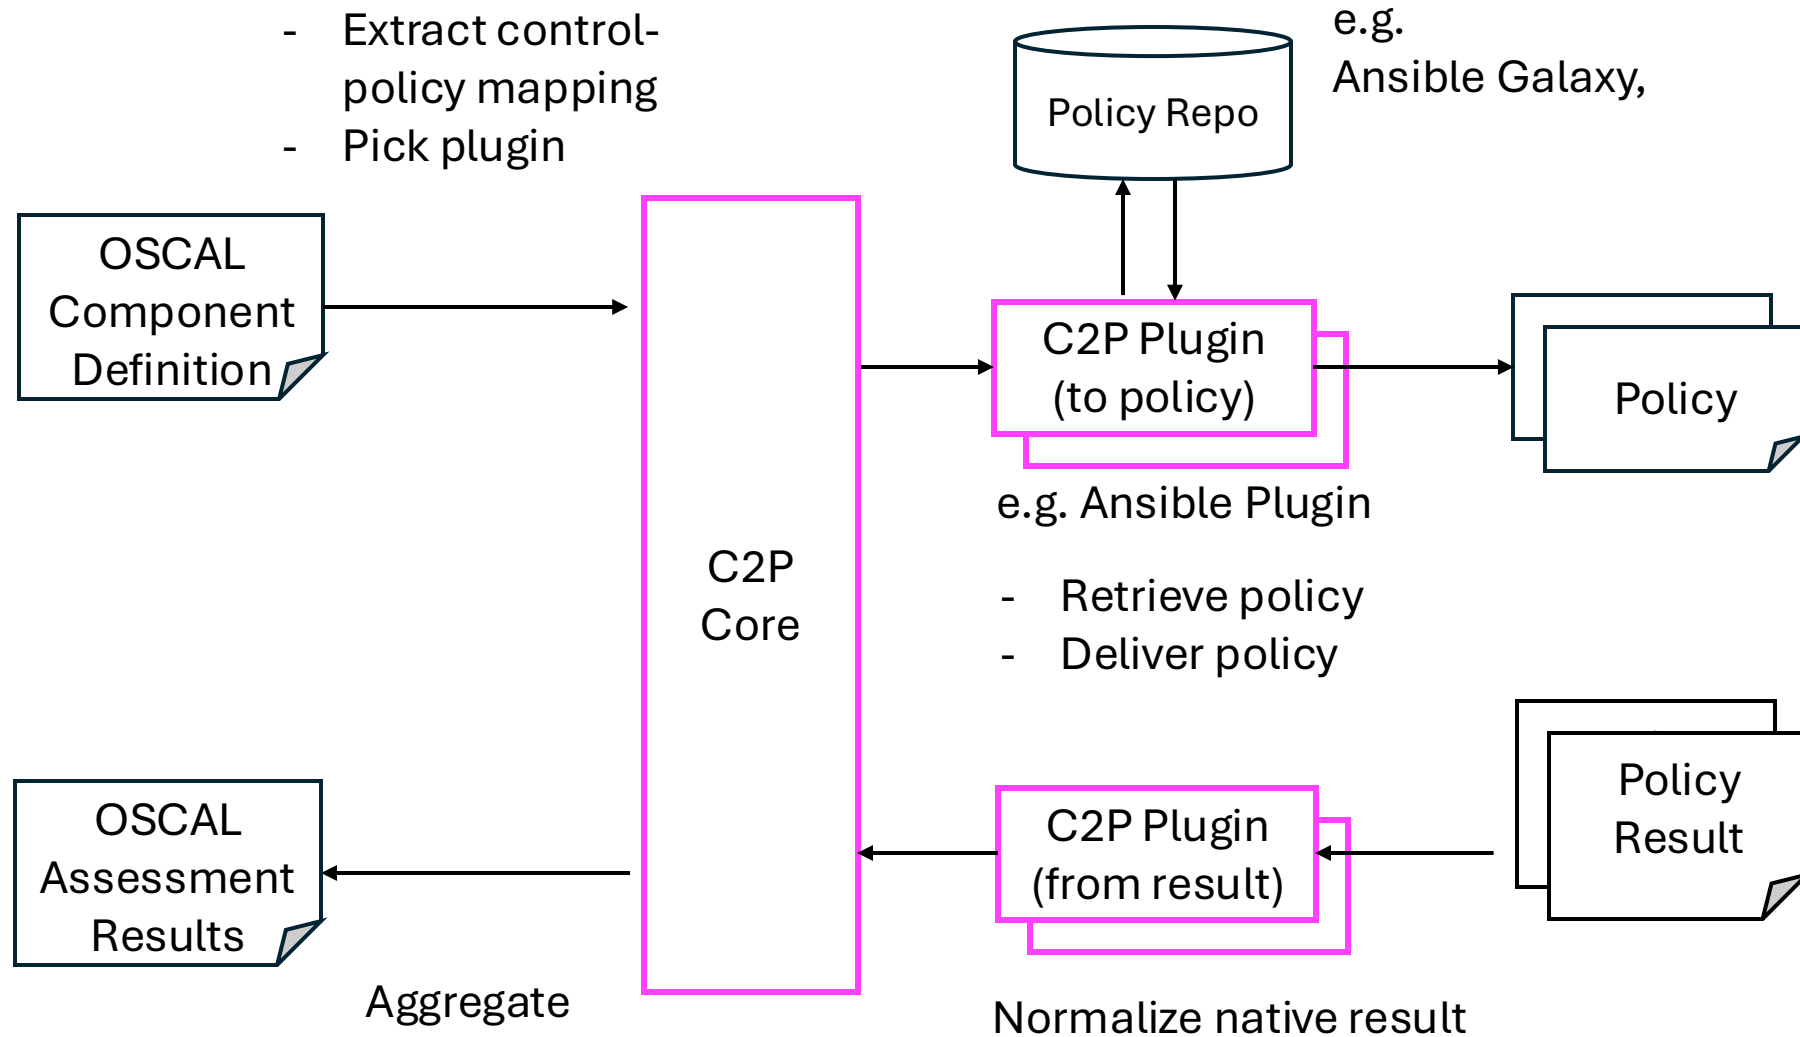 - Extract control-
policy mapping
- Pick plugin
e.g.
Ansible Galaxy,
Policy Repo
OSCAL
Component
Definition
C2P Plugin
(to policy)
Policy
e.g. Ansible Plugin
C2P
Core
- Retrieve policy
- Deliver policy
OSCAL
Assessment
Results
C2P Plugin
(from result)
Policy
Result
Aggregate
Normalize native result